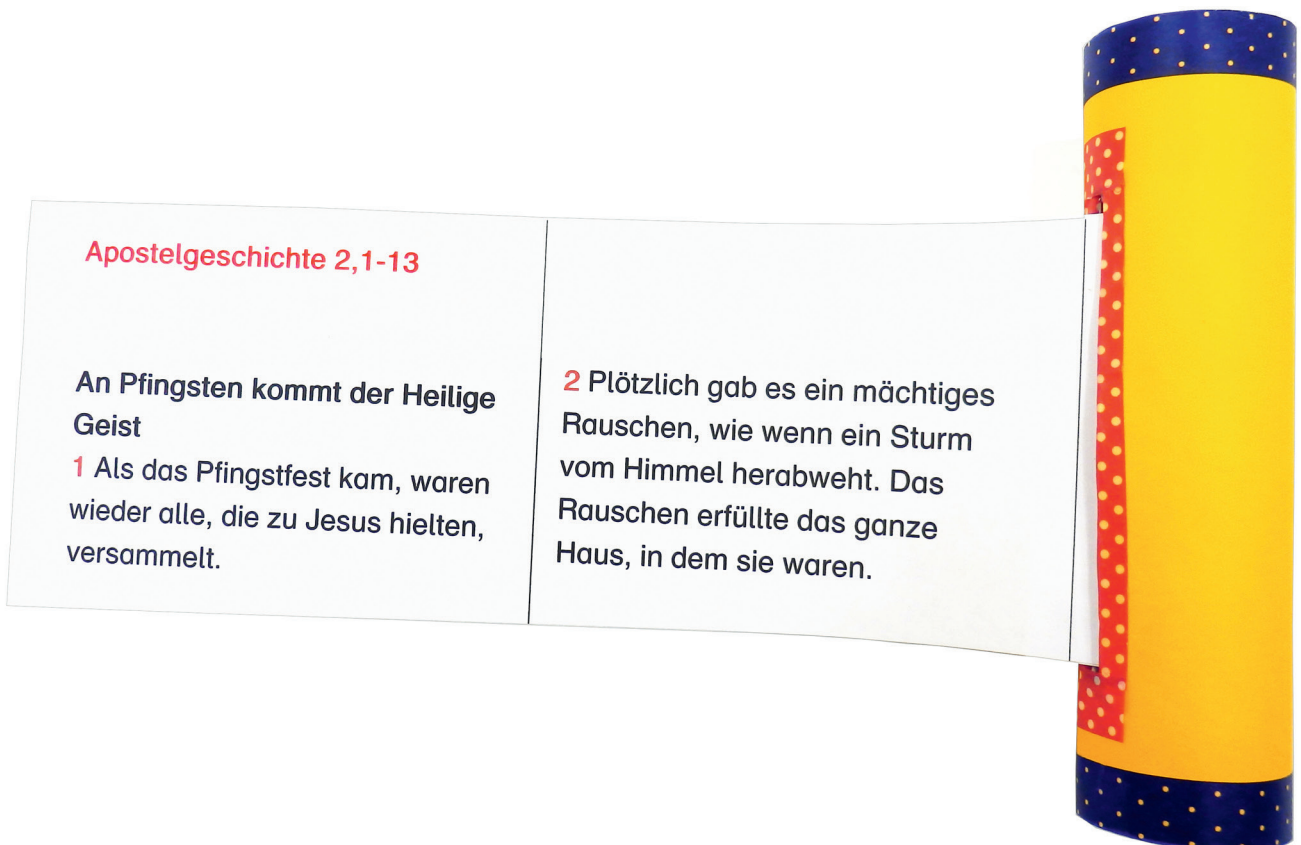 Apostelgeschichte 2,1-13
An Pfingsten kommt der Heilige
Geist
1 Als das Pfingstfest kam, waren
wieder alle, die zu Jesus hielten,
versammelt.
2 Plötzlich gab es ein mächtiges
Rauschen, wie wenn ein Sturm
vom Himmel herabweht. Das
Rauschen erfüllte das ganze
Haus, in dem sie waren.